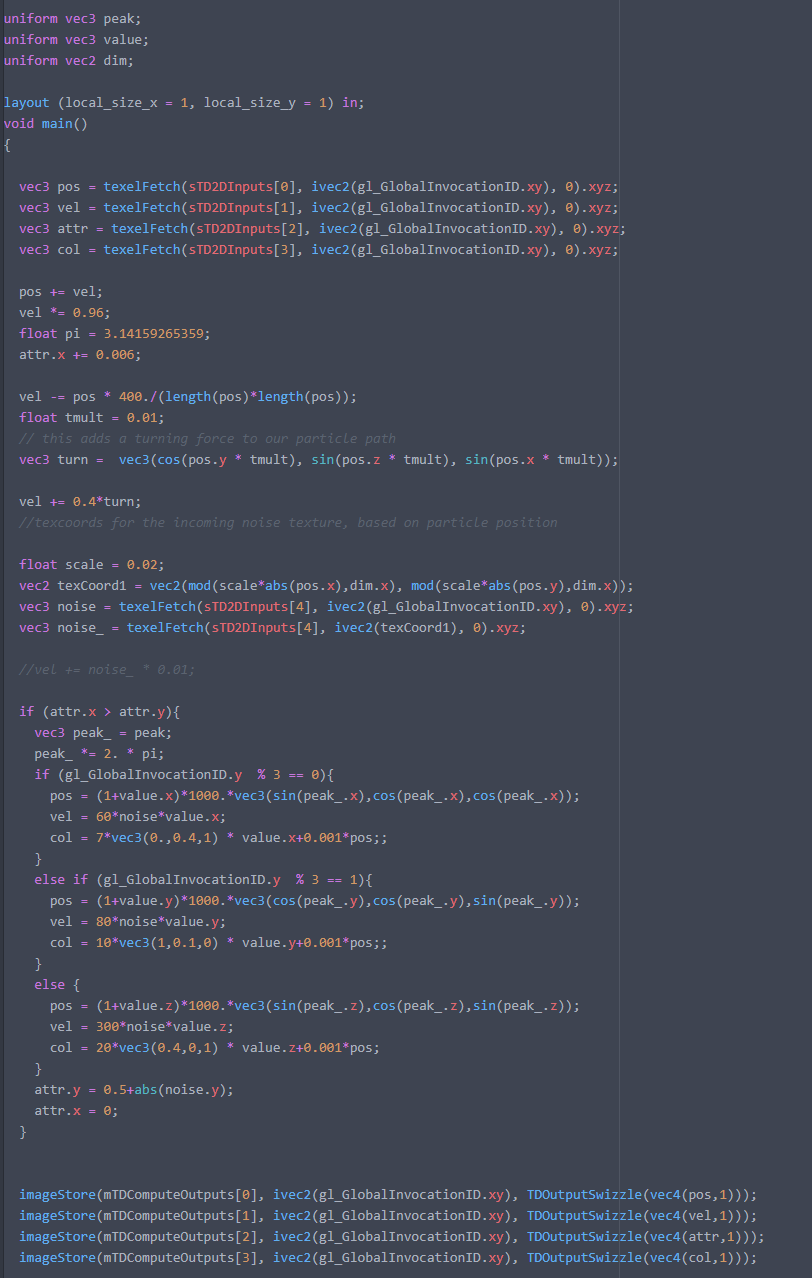 uniform vec3 peak;
uniform vec3 value;
uniform vec2 dim;
layout (local_size_x = 1, local_size_y = 1) in;
void main()
{
vec3 pos = texelFetch(sTD2DInputs[0], ivec2(gl_GlobalInvocationID.xy), 0).xyz;
vec3 vel = texelFetch(sTD2DInputs[1], ivec2(gl_GlobalInvocationID.xy), 0).xyz;
vec3 attr = texelFetch(sTD2DInputs[2], ivec2(gl_GlobalInvocationID.xy), 0).xyz;
vec3 col = texelFetch(sTD2DInputs[3], ivec2(gl_GlobalInvocationID.xy), 0).xyz;
pos += vel;
vel *= 0.96;
float pi = 3.14159265359;
attr.x += 0.006;
vel -= pos * 400./(length(pos)*length(pos));
float tmult = 0.01;
// this adds a turning force to our particle path
vec3 turn =  vec3(cos(pos.y * tmult), sin(pos.z * tmult), sin(pos.x * tmult));
vel += 0.4*turn;
//texcoords for the incoming noise texture, based on particle position
float scale = 0.02;
vec2 texCoord1 = vec2(mod(scale*abs(pos.x),dim.x), mod(scale*abs(pos.y),dim.x));
vec3 noise = texelFetch(sTD2DInputs[4], ivec2(gl_GlobalInvocationID.xy), 0).xyz;
vec3 noise_ = texelFetch(sTD2DInputs[4], ivec2(texCoord1), 0).xyz;
//vel += noise_ * 0.01;
if (attr.x > attr.y){
vec3 peak_ = peak;
peak_ *= 2. * pi;
if (gl_GlobalInvocationID.y  % 3 == 0){
pos = (1+value.x)*1000.*vec3(sin(peak_.x),cos(peak_.x),cos(peak_.x));
vel = 60*noise*value.x;
col = 7*vec3(0.,0.4,1) * value.x+0.001*pos;;
}
else if (gl_GlobalInvocationID.y  % 3 == 1){
pos = (1+value.y)*1000.*vec3(cos(peak_.y),cos(peak_.y),sin(peak_.y));
vel = 80*noise*value.y;
col = 10*vec3(1,0.1,0) * value.y+0.001*pos;;
}
else {
pos = (1+value.z)*1000.*vec3(sin(peak_.z),cos(peak_.z),sin(peak_.z));
vel = 300*noise*value.z;
col = 20*vec3(0.4,0,1) * value.z+0.001*pos;
}
attr.y = 0.5+abs(noise.y);
attr.x = 0;
}
imageStore(mTDComputeOutputs[0], ivec2(gl_GlobalInvocationID.xy), TDOutputSwizzle(vec4(pos,1)));
imageStore(mTDComputeOutputs[1], ivec2(gl_GlobalInvocationID.xy), TDOutputSwizzle(vec4(vel,1)));
imageStore(mTDComputeOutputs[2], ivec2(gl_GlobalInvocationID.xy), TDOutputSwizzle(vec4(attr,1)));
imageStore(mTDComputeOutputs[3], ivec2(gl_GlobalInvocationID.xy), TDOutputSwizzle(vec4(col,1)));